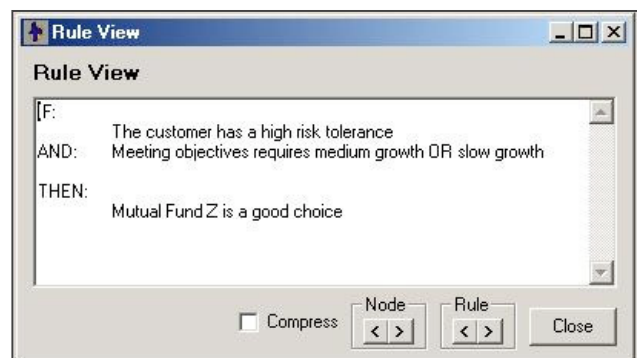 Rule View
Rule View
IF:
The customer has a high risk tolerance
AND: Meeting objectives requires medium growth OR slow growth
THEN:
Mutual Fund Z is a good choice
Compress
Node
< >
Rule
< >
Close